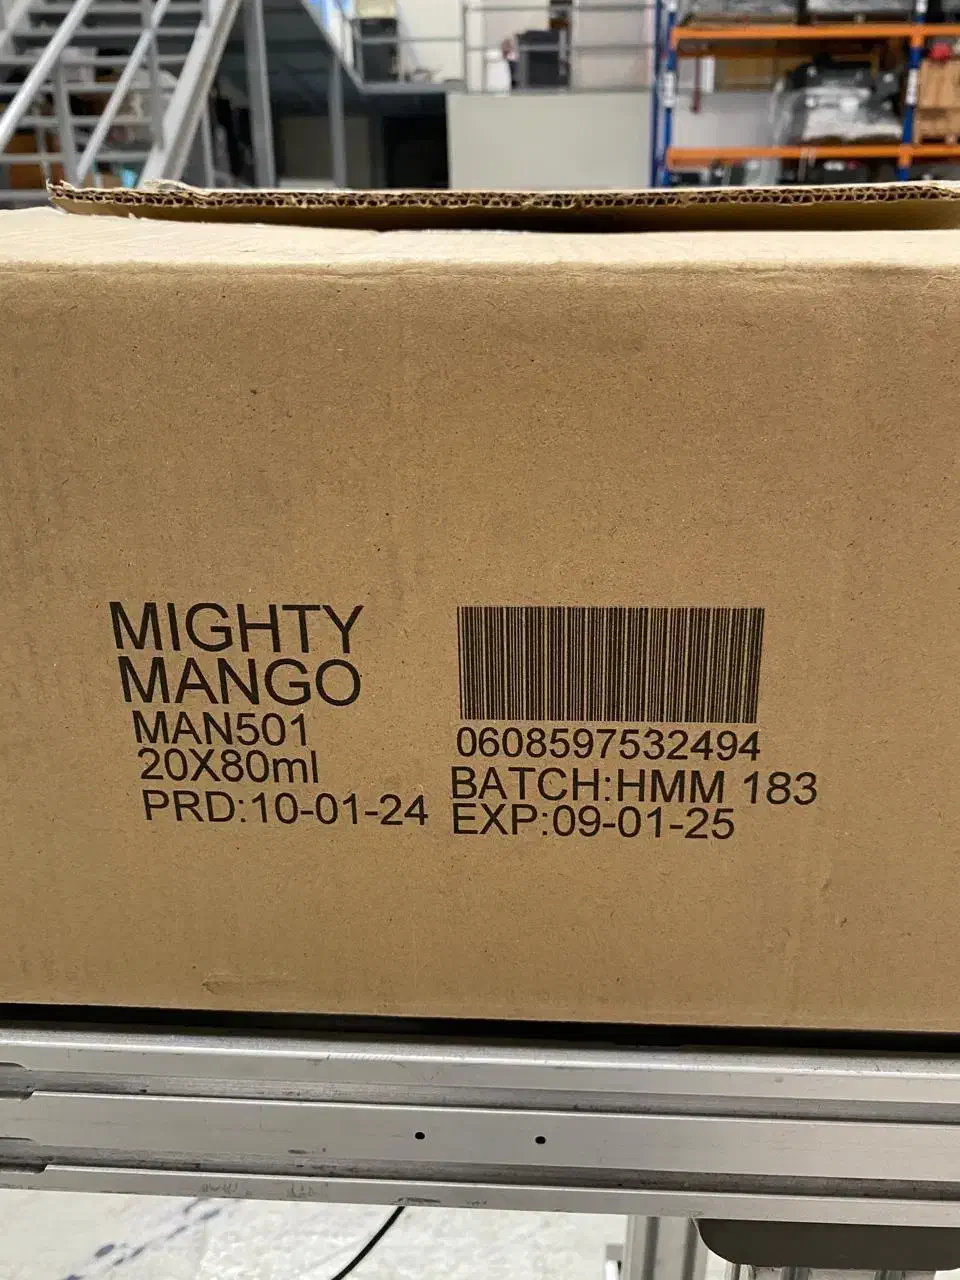 MIGHTY
MANGO
MAN501
20X80ml
PRD:10-01-24
0608597532494
BATCH:HMM 183
EXP:09-01-25